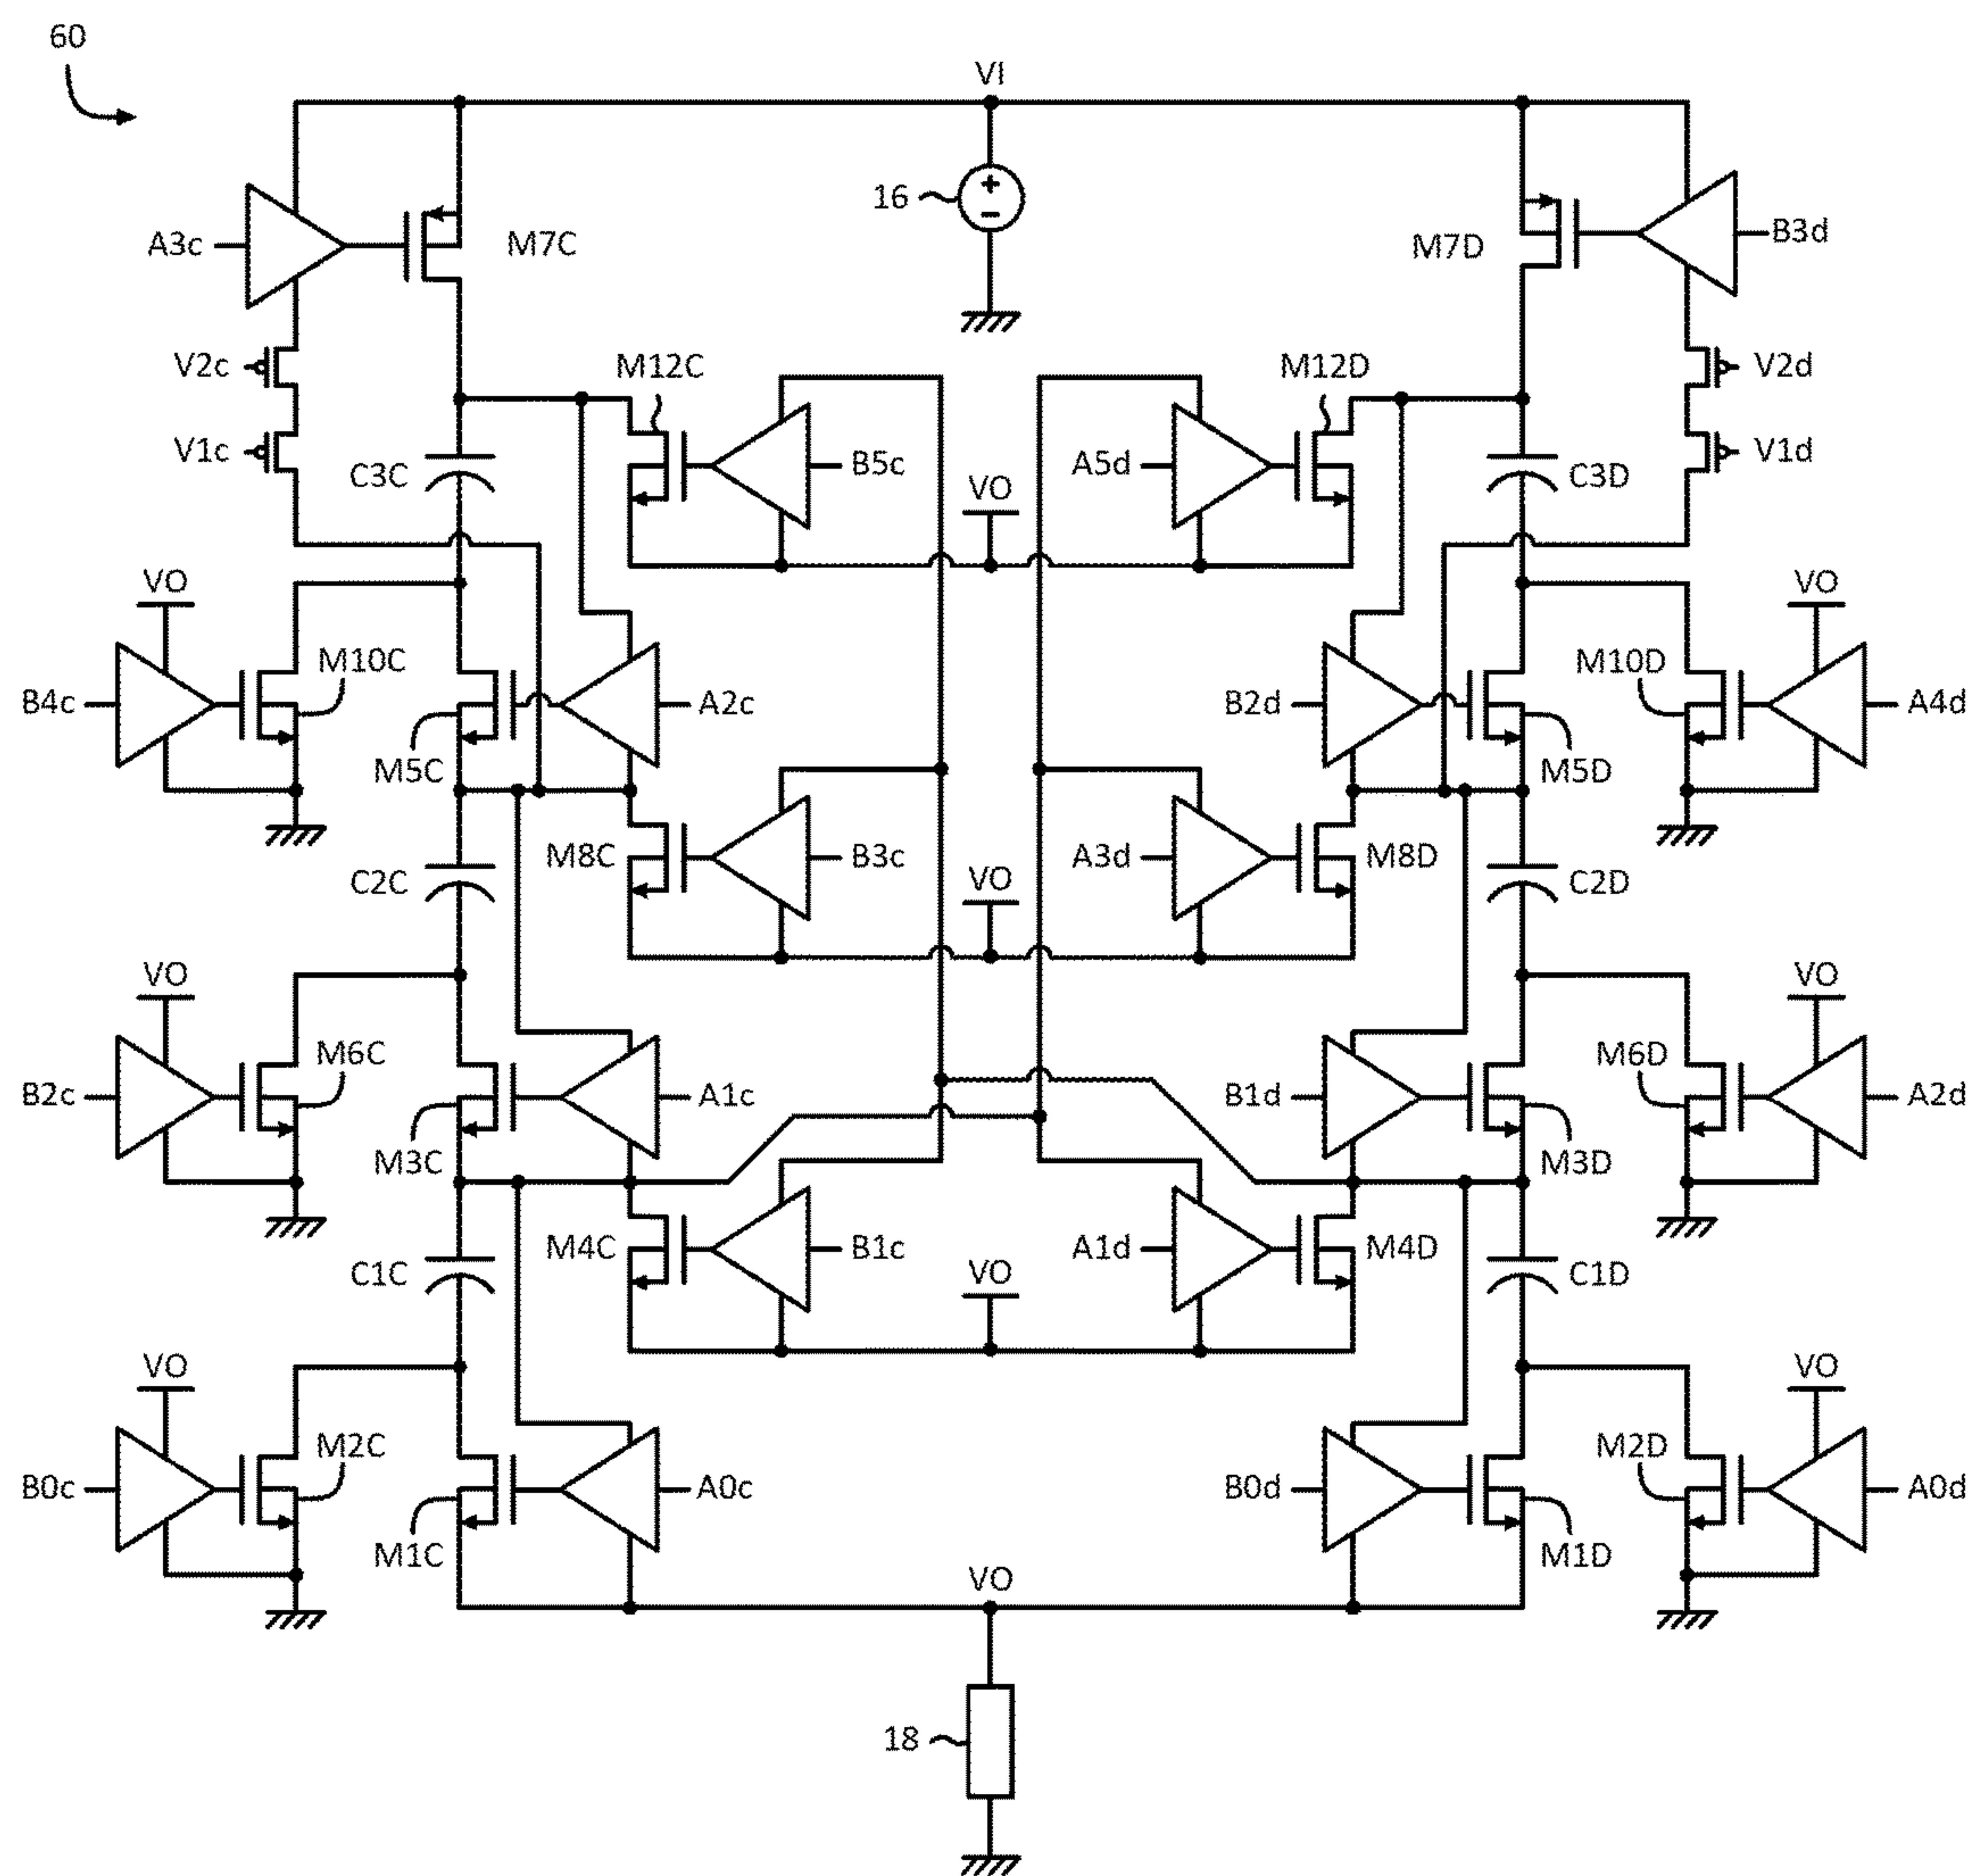 60
VI
16
A3c
M7C
M7D
B3d
V2c
M12C
M12D
V2d
V1c
C3C
B5c
VO
A5d
C3D
V1d
VO
VO
B4c
M10C
M5C
A2c
B2d
M10D
M5D
A4d
C2C
M8C
B3c
VO
A3d
M8D
C2D
VO
VO
B2c
M6C
M3C
A1c
B1d
M6D
M3D
A2d
C1C
M4C
B1c
VO
A1d
M4D
C1D
VO
VO
B0c
M2C
M1C
A0c
B0d
M2D
M1D
A0d
VO
18